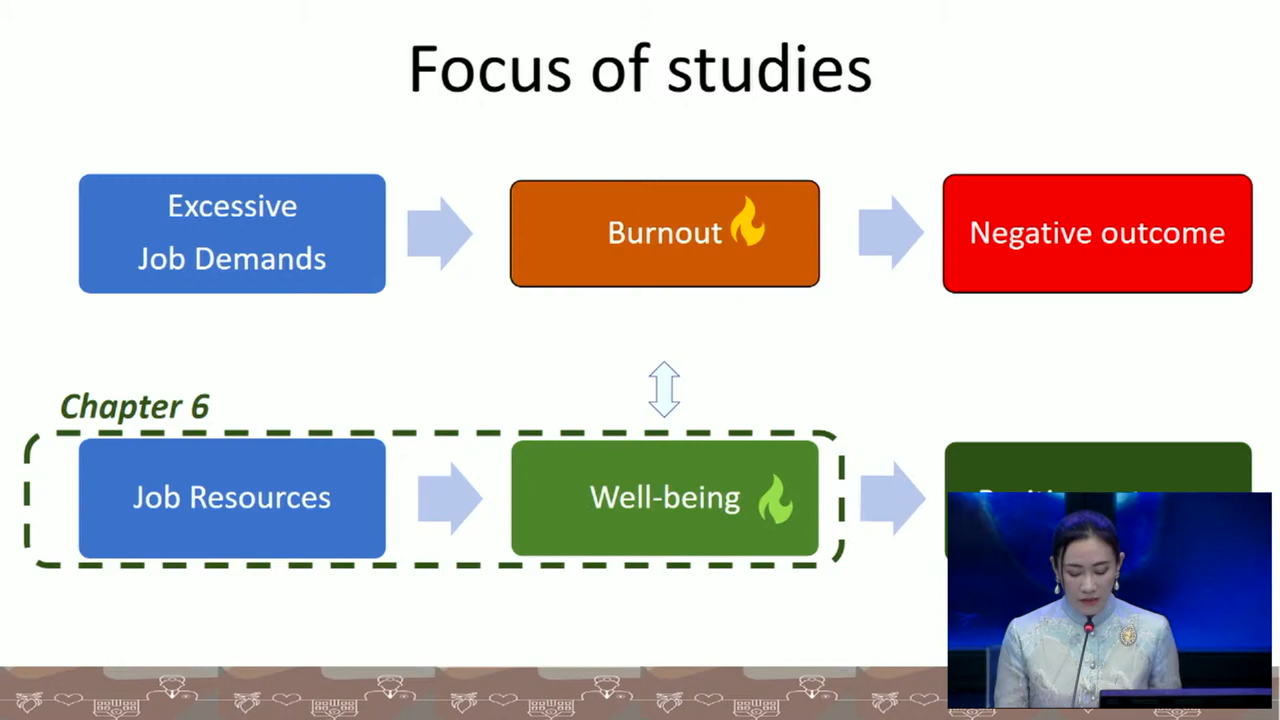 Focus of studies
Excessive
Job Demands
Burnout
Negative outcome
Chapter 6
Job Resources
Well-being